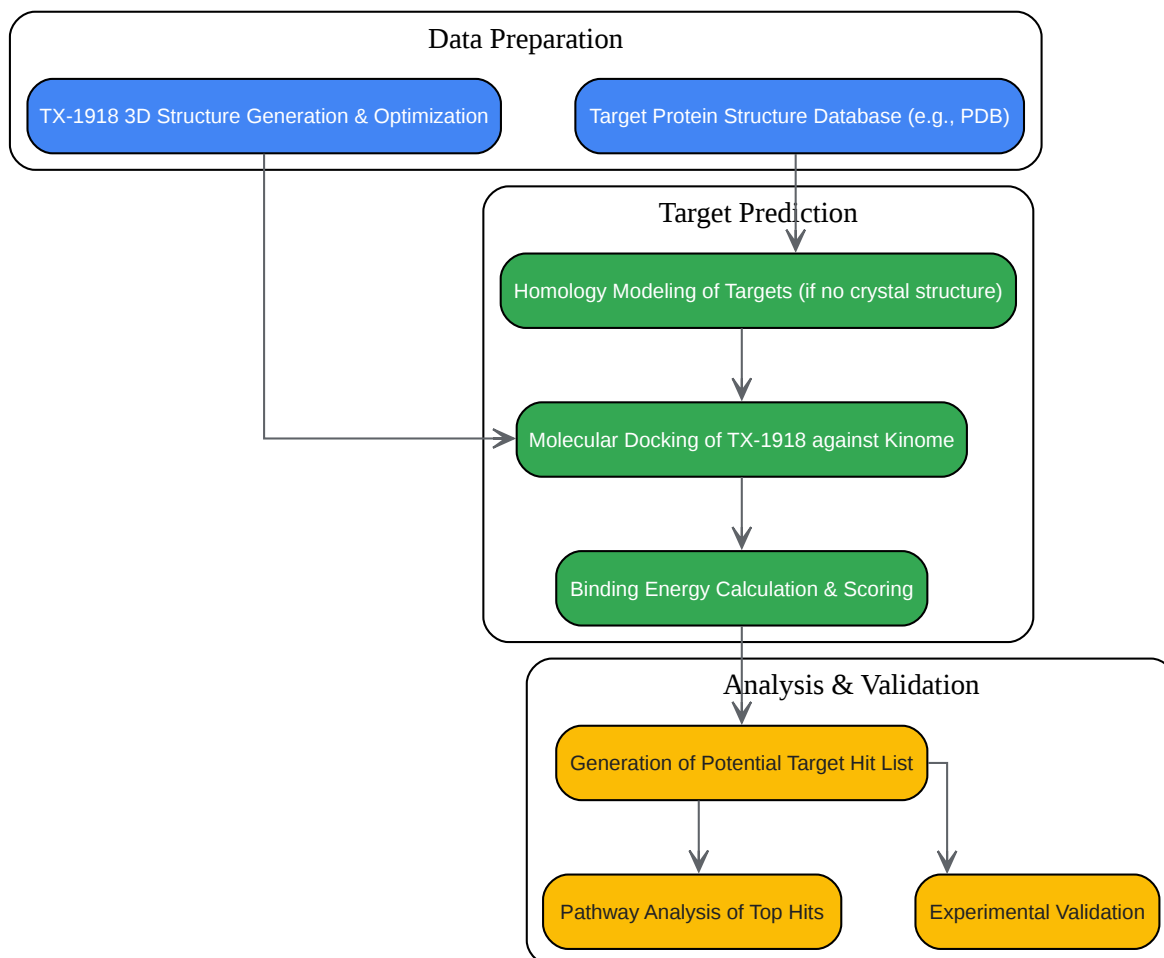 Data Preparation
TX-1918 3D Structure Generation & Optimization
Target Protein Structure Database (e.g., PDB)
Target Prediction
Homology Modeling of Targets (if no crystal structure)
Molecular Docking of TX-1918 against Kinome
Binding Energy Calculation & Scoring
Analysis & Validation
Generation of Potential Target Hit List
Pathway Analysis of Top Hits
Experimental Validation